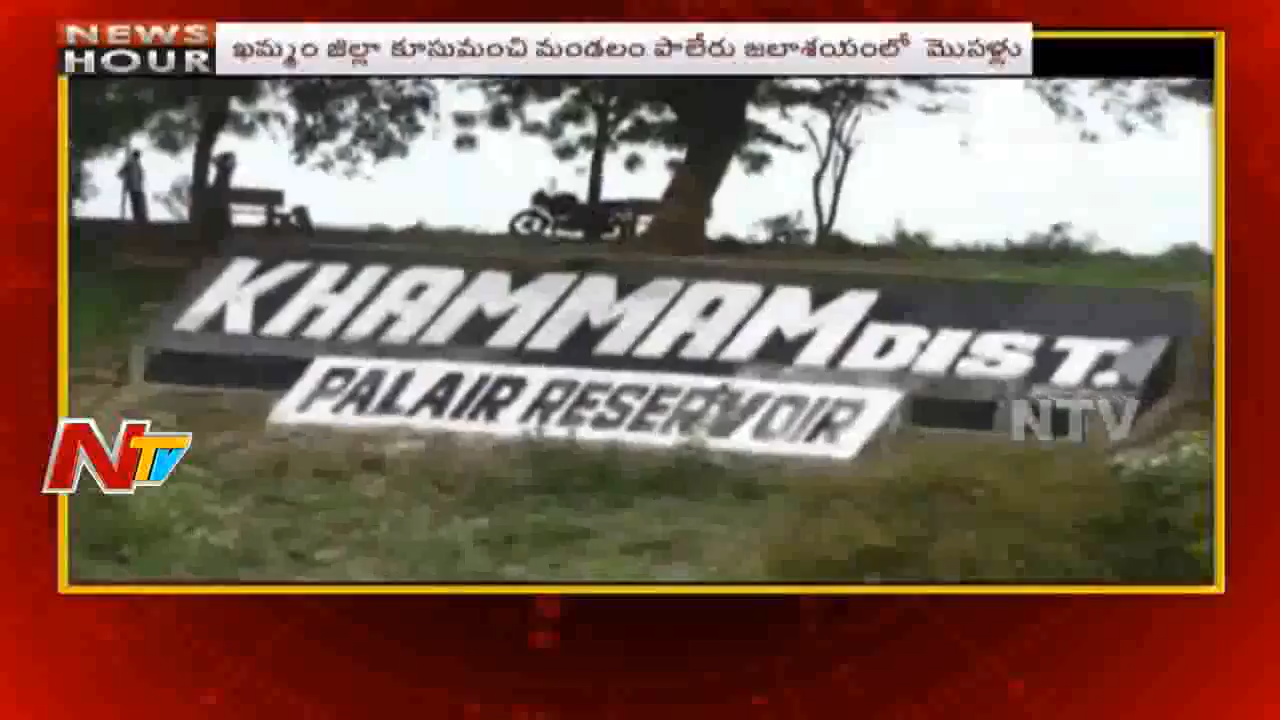 NEWS
HOUR
ఖమ్మం జిల్లా కూసుమంచి మండలం పాలేరు జలాశయంలో మొసళ్లు
KHAMMAM DIST.
PALAIR RESERVOIR
NTV
NTV